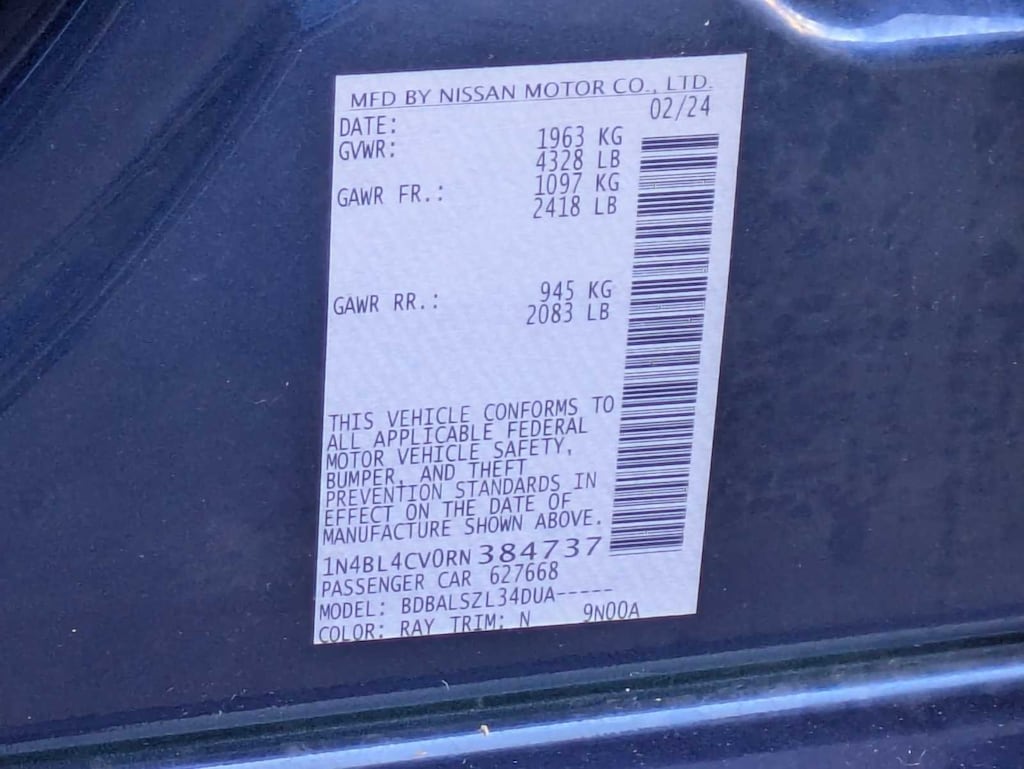 MFD BY NISSAN MOTOR CO., LTD.
DATE: 02/24
GVWR: 1963 KG
4328 LB
GAWR FR.: 1097 KG
2418 LB
GAWR RR.: 945 KG
2083 LB
THIS VEHICLE CONFORMS TO
ALL APPLICABLE FEDERAL
MOTOR VEHICLE SAFETY,
BUMPER, AND THEFT
PREVENTION STANDARDS IN
EFFECT ON THE DATE OF
MANUFACTURE SHOWN ABOVE.
1N4BL4CV0RN 384737
PASSENGER CAR 627668
MODEL: BDBALSZL34DUA-----
COLOR: RAY TRIM: N 9N00A